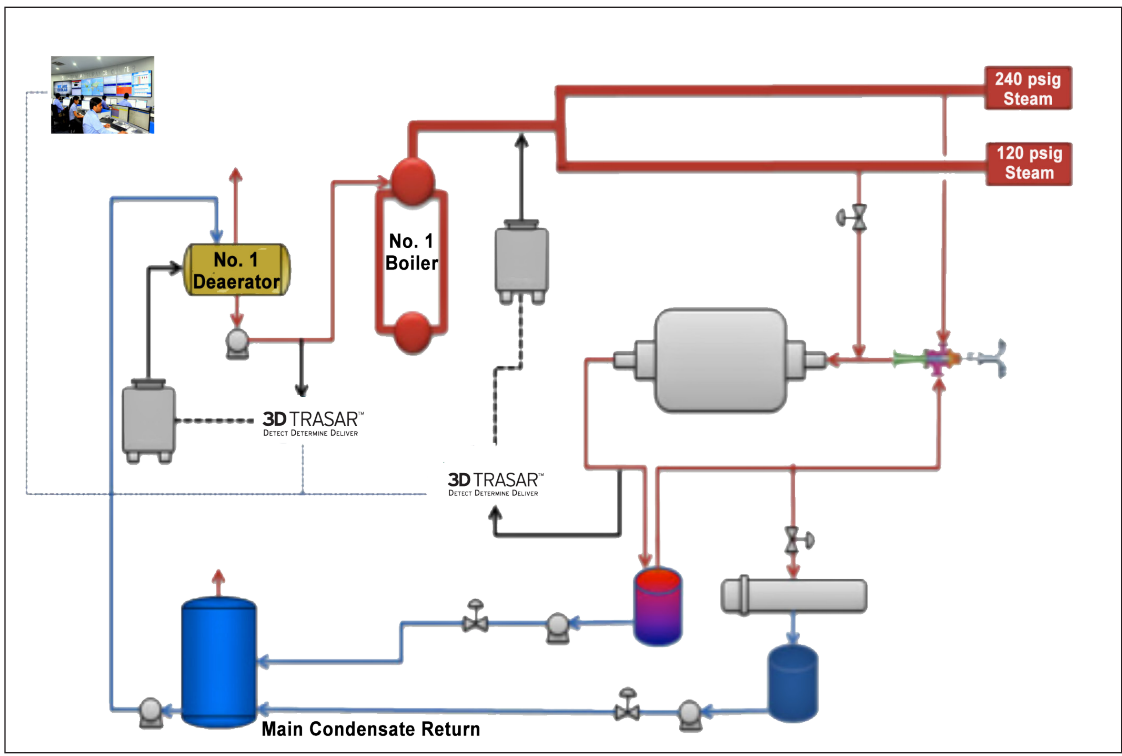 240 psig
Steam
120 psig
Steam
No. 1
Deaerator
No. 1
Boiler
3D TRASAR™
DETECT DETERMINE DELIVER
3D TRASAR™
DETECT DETERMINE DELIVER
Main Condensate Return